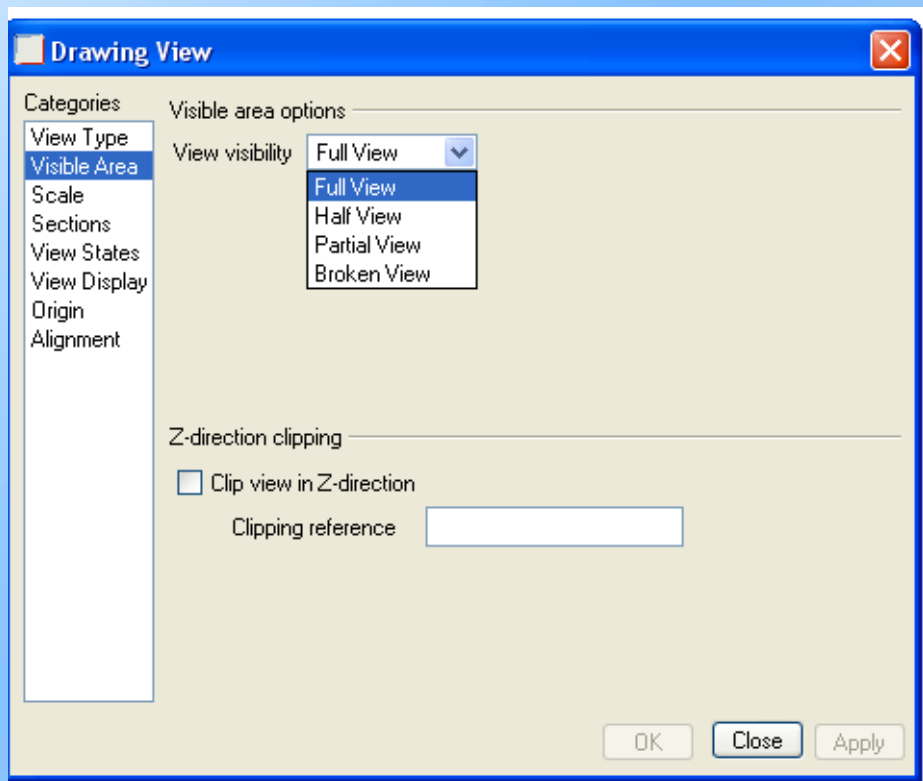 Drawing View
Categories
View Type
Visible Area
Scale
Sections
View States
View Display
Origin
Alignment
Visible area options
View visibility Full View
Full View
Half View
Partial View
Broken View
Z-direction clipping
Clip view in Z-direction
Clipping reference
OK Close Apply